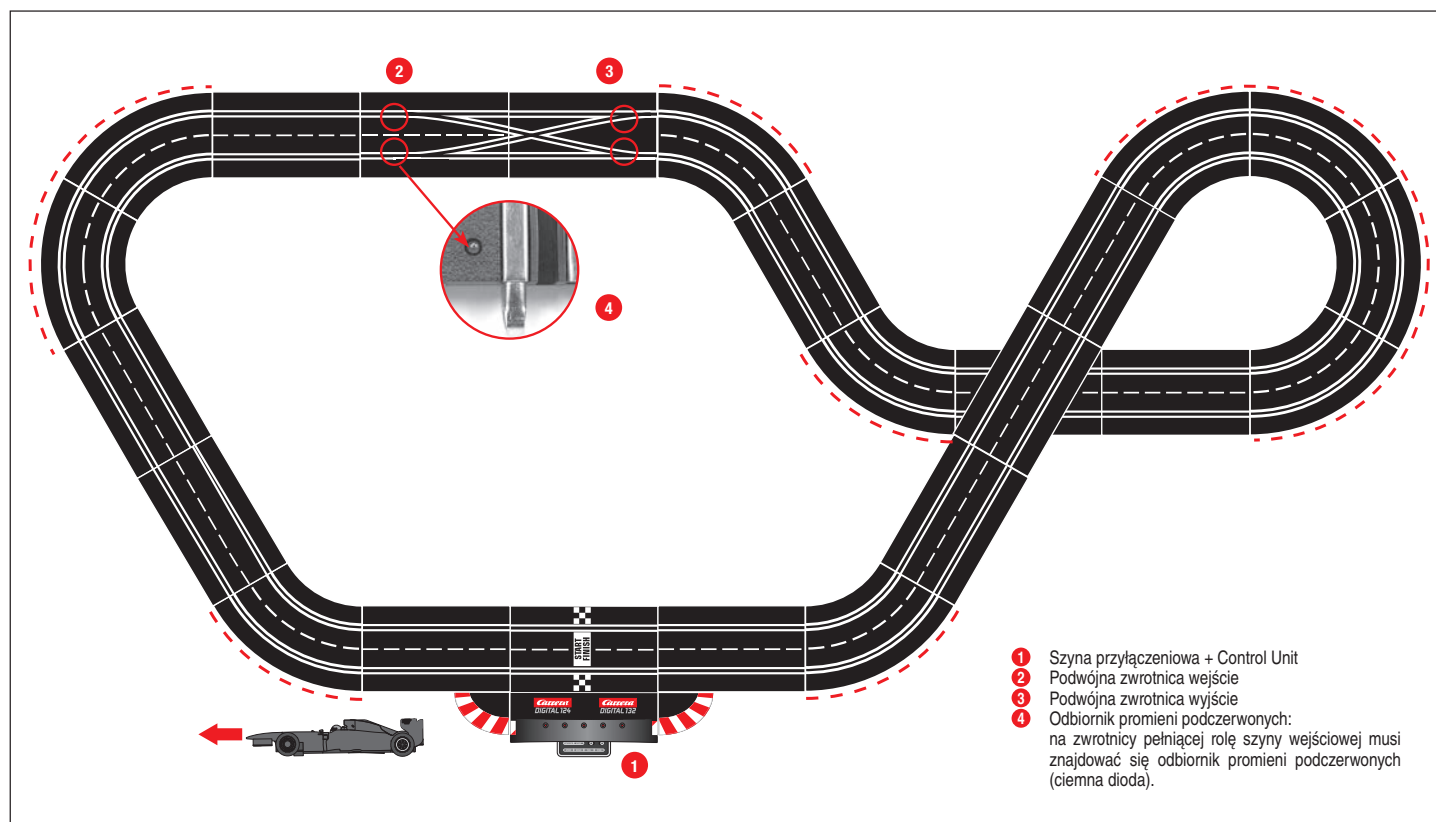 2
3
4
START
FINISH
Carrera
DIGITAL 124
Carrera
DIGITAL 132
1
1 Szyna przyłączeniowa + Control Unit
2 Podwójna zwrotnica wejście
3 Podwójna zwrotnica wyjście
4 Odbiornik promieni podczerwonych:
na zwrotnicy pełniącej rolę szyny wejściowej musi
znajdować się odbiornik promieni podczerwonych
(ciemna dioda).